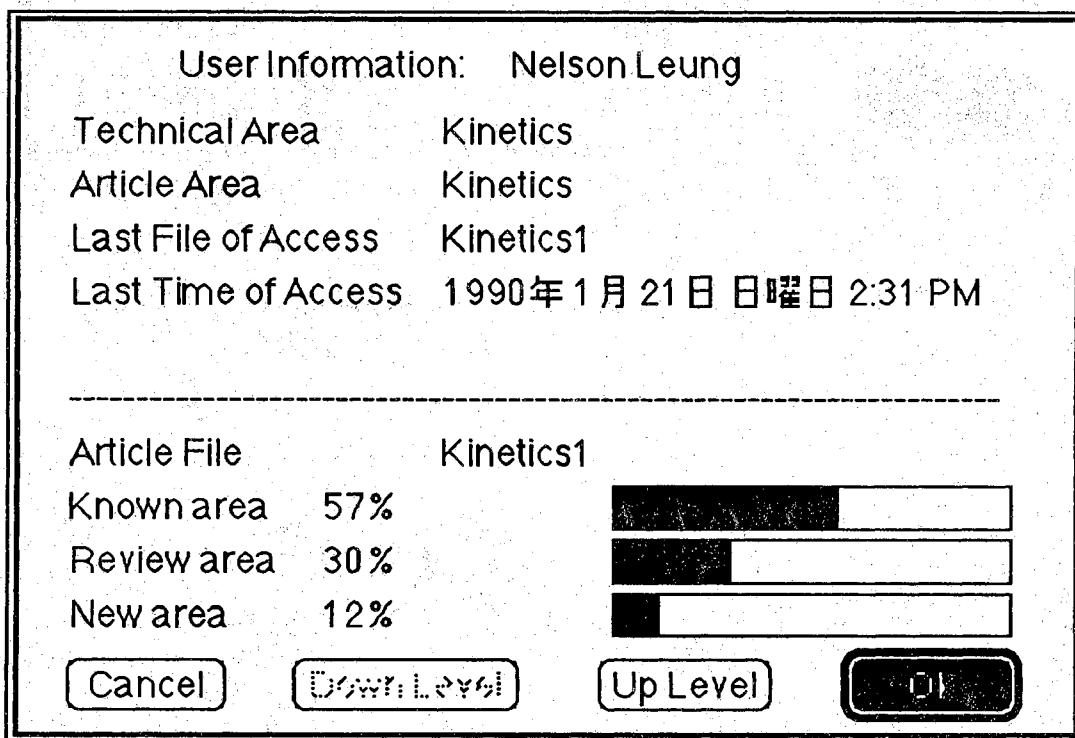 User Information: Nelson Leung
Technical Area Kinetics
Article Area Kinetics
Last File of Access Kinetics1
Last Time of Access 1990年1月21日 日曜日 2:31 PM
Article File Kinetics1
Known area 57%
Review area 30%
New area 12%
Cancel Down Level Up Level